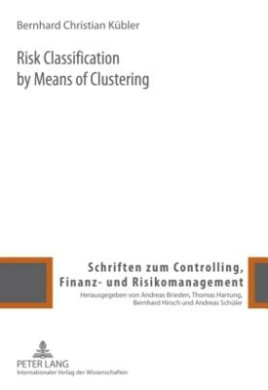 Bernhard Christian Kübler
Risk Classification
by Means of Clustering
Schriften zum Controlling,
Finanz- und Risikomanagement
Herausgegeben von Andreas Brieden, Thomas Hartung,
Bernhard Hirsch und Andreas Schüler
PETER LANG
Internationaler Verlag der Wissenschaften